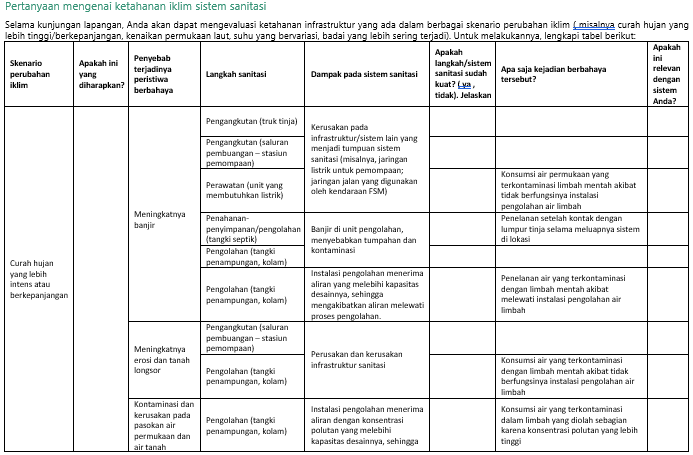 Pertanyaan mengenai ketahanan iklim sistem sanitasi
Selama kunjungan lapangan, Anda akan dapat mengevaluasi ketahanan infrastruktur yang ada dalam berbagai skenario perubahan iklim ( misalnya curah hujan yang
lebih tinggi/berkepanjangan, kenaikan permukaan laut, suhu yang bervariasi, badai yang lebih sering terjadi). Untuk melakukannya, lengkapi tabel berikut:
Skenario
perubahan
iklim
Apakah ini
yang
diharapkan?
Penyebab
terjadinya
peristiwa
berbahaya
Langkah sanitasi
Dampak pada sistem sanitasi
Apakah
langkah/sistem
sanitasi sudah
kuat? ( ya ,
tidak). Jelaskan
Apa saja kejadian berbahaya
tersebut?
Apakah
ini
relevan
dengan
sistem
Anda?
Curah hujan
yang lebih
intens atau
berkepanjangan
Meningkatnya
banjir
Pengangkutan (truk tinja)
Kerusakan pada
infrastruktur/sistem lain yang
menjadi tumpuan sistem
sanitasi (misalnya, jaringan
listrik untuk pemompaan;
jaringan jalan yang digunakan
oleh kendaraan FSM)
Pengangkutan (saluran
pembuangan – stasiun
pemompaan)
Perawatan (unit yang
membutuhkan listrik)
Konsumsi air permukaan yang
terkontaminasi limbah mentah akibat
tidak berfungsinya instalasi
pengolahan air limbah
Penahanan-
penyimpanan/pengolahan
(tangki septik)
Banjir di unit pengolahan,
menyebabkan tumpahan dan
kontaminasi
Penelanan setelah kontak dengan
lumpur tinja selama meluapnya sistem
di lokasi
Pengolahan (tangki
penampungan, kolam)
Pengolahan (tangki
penampungan, kolam)
Instalasi pengolahan menerima
aliran yang melebihi kapasitas
desainnya, sehingga
mengakibatkan aliran melewati
proses pengolahan.
Penelanan air yang terkontaminasi
dengan limbah mentah akibat
melewati instalasi pengolahan air
limbah
Meningkatnya
erosi dan tanah
longsor
Pengangkutan (saluran
pembuangan – stasiun
pemompaan)
Perusakan dan kerusakan
infrastruktur sanitasi
Pengolahan (tangki
penampungan, kolam)
Konsumsi air yang terkontaminasi
dengan limbah mentah akibat tidak
berfungsinya instalasi pengolahan air
limbah
Kontaminasi dan
kerusakan pada
pasokan air
permukaan dan
air tanah
Pengolahan (tangki
penampungan, kolam)
Instalasi pengolahan menerima
aliran dengan konsentrasi
polutan yang melebihi
kapasitas desainnya, sehingga
Konsumsi air yang terkontaminasi
dalam limbah yang diolah sebagian
karena konsentrasi polutan yang lebih
tinggi